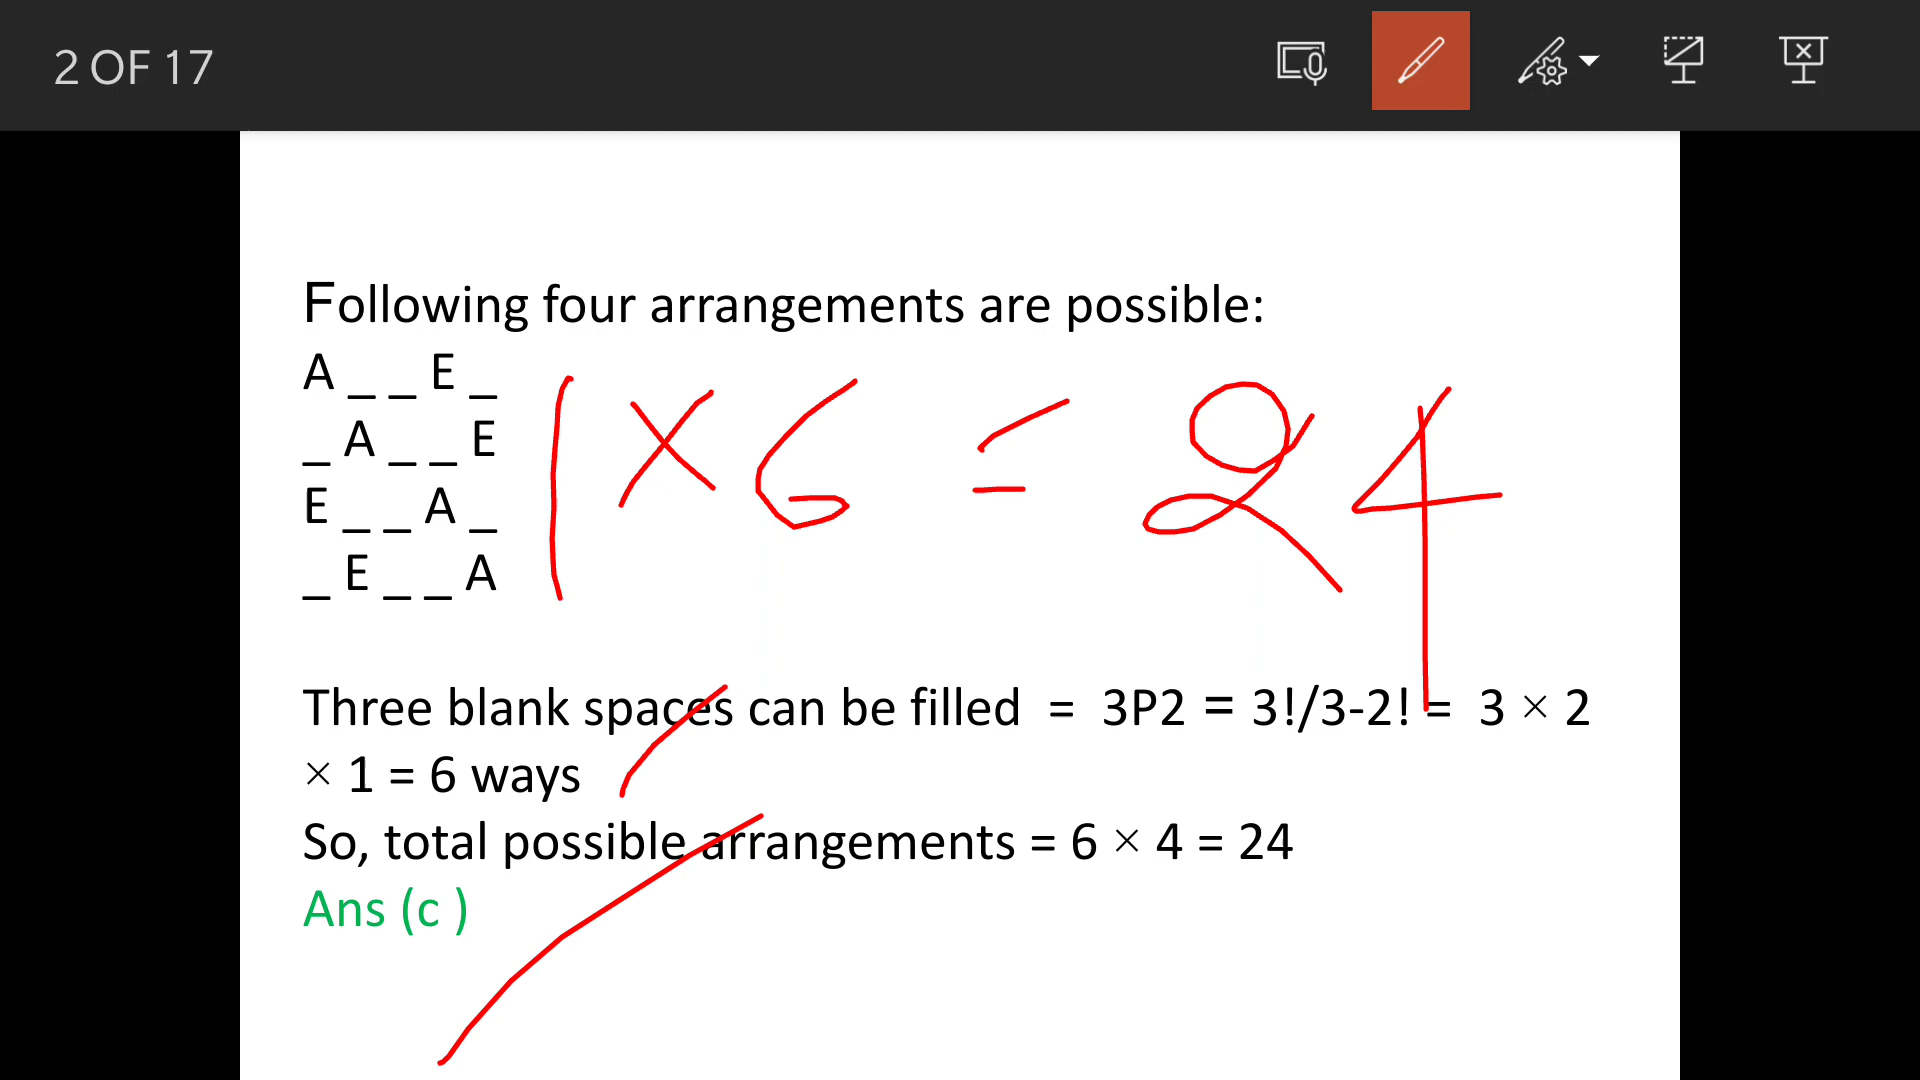 2 OF 17
Following four arrangements are possible:
A _ _ E _
_ A _ _ E
E _ _ A _
_ E _ _ A
× 6 = 24
Three blank spaces can be filled = 3P2 = 3!/3-2! = 3 × 2
× 1 = 6 ways
So, total possible arrangements = 6 × 4 = 24
Ans (c )